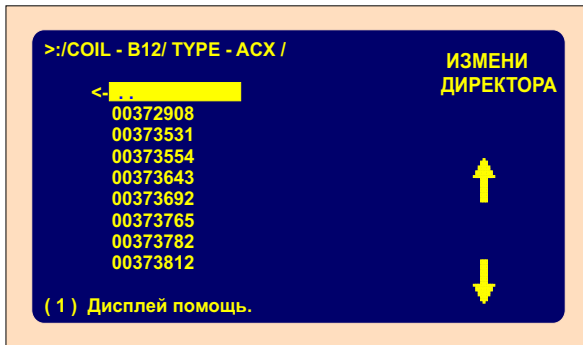 >:/COIL - B12/ TYPE - ACX /
ИЗМЕНИ
ДИРЕКТОРА
<- . .
00372908
00373531
00373554
00373643
00373692
00373765
00373782
00373812
( 1 ) Дисплей помощь.